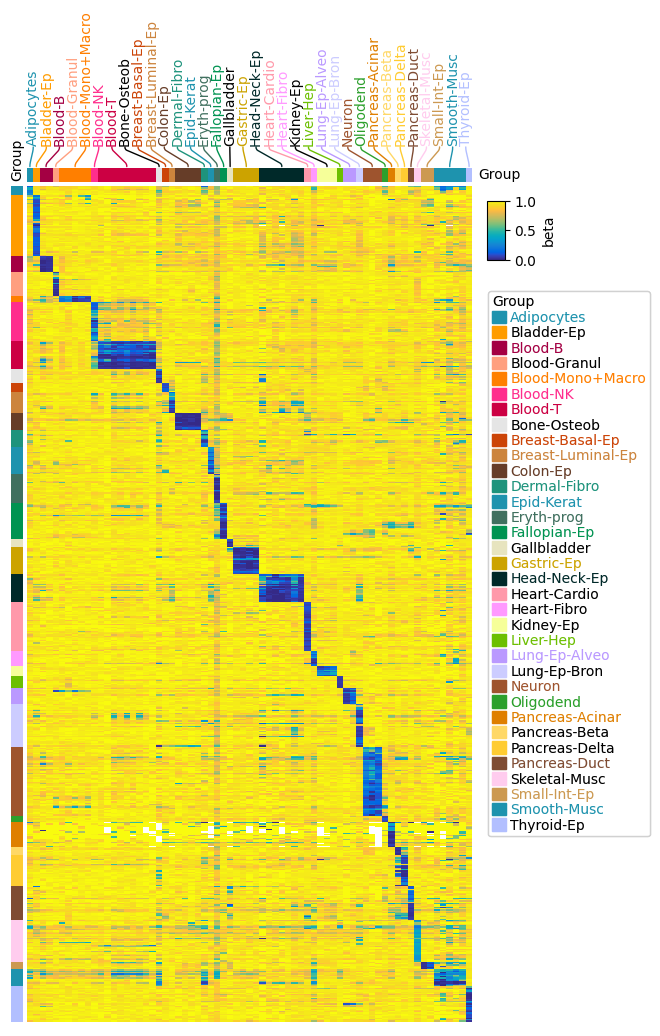 Adipocytes
Bladder-Ep
Blood-B
Blood-Granul
Blood-Mono+Macro
Blood-NK
Blood-T
Bone-Osteob
Breast-Basal-Ep
Breast-Luminal-Ep
Colon-Ep
Dermal-Fibro
Epid-Kerat
Eryth-prog
Fallopian-Ep
Gallbladder
Gastric-Ep
Head-Neck-Ep
Heart-Cardio
Heart-Fibro
Kidney-Ep
Liver-Hep
Lung-Ep-Alveo
Lung-Ep-Bron
Neuron
Oligodend
Pancreas-Acinar
Pancreas-Beta
Pancreas-Delta
Pancreas-Duct
Skeletal-Musc
Small-Int-Ep
Smooth-Musc
Thyroid-Ep
Group
Group
1.0
0.5
0.0
beta
Group
Adipocytes
Bladder-Ep
Blood-B
Blood-Granul
Blood-Mono+Macro
Blood-NK
Blood-T
Bone-Osteob
Breast-Basal-Ep
Breast-Luminal-Ep
Colon-Ep
Dermal-Fibro
Epid-Kerat
Eryth-prog
Fallopian-Ep
Gallbladder
Gastric-Ep
Head-Neck-Ep
Heart-Cardio
Heart-Fibro
Kidney-Ep
Liver-Hep
Lung-Ep-Alveo
Lung-Ep-Bron
Neuron
Oligodend
Pancreas-Acinar
Pancreas-Beta
Pancreas-Delta
Pancreas-Duct
Skeletal-Musc
Small-Int-Ep
Smooth-Musc
Thyroid-Ep